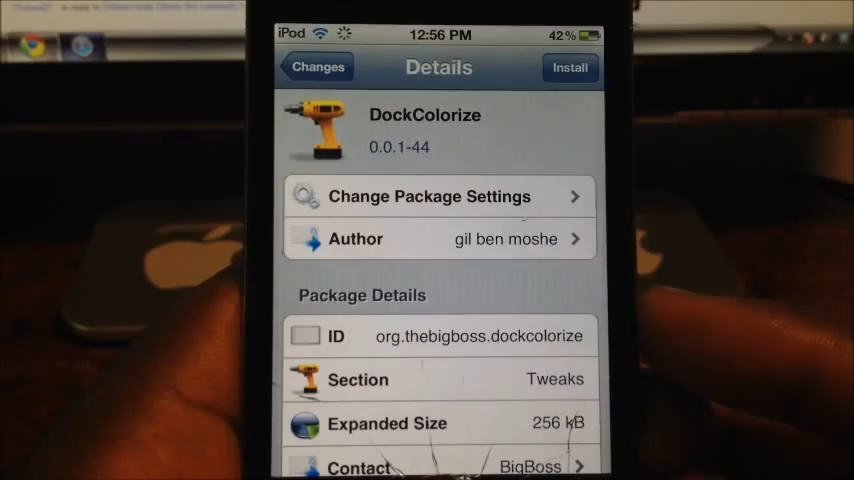 iPod 12:56 PM 42%
Changes Details Install
DockColorize
0.0.1-44
Change Package Settings
Author gil ben moshe
Package Details
ID org.thebigboss.dockcolorize
Section Tweaks
Expanded Size 256 kB
Contact BigBoss